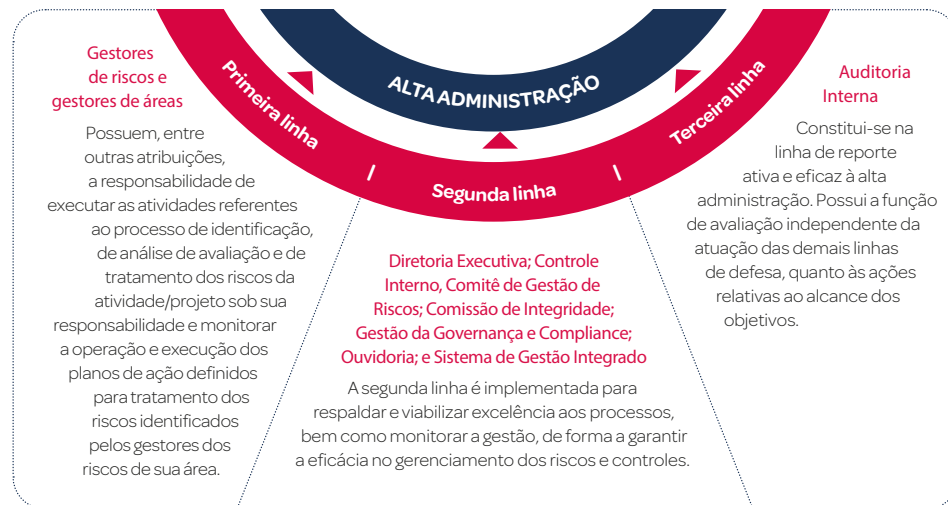 ALTA ADMINISTRAÇÃO
Primeira linha
Segunda linha
Terceira linha
Gestores
de riscos e
gestores de áreas
Possuem, entre
outras atribuições,
a responsabilidade de
executar as atividades referentes
ao processo de identificação,
de análise de avaliação e de
tratamento dos riscos da
atividade/projeto sob sua
responsabilidade e monitorar
a operação e execução dos
planos de ação definidos
para tratamento dos
riscos identificados
pelos gestores dos
riscos de sua área.
Diretoria Executiva; Controle
Interno, Comitê de Gestão de
Riscos; Comissão de Integridade;
Gestão da Governança e Compliance;
Ouvidoria; e Sistema de Gestão Integrado
A segunda linha é implementada para
respaldar e viabilizar excelência aos processos,
bem como monitorar a gestão, de forma a garantir
a eficácia no gerenciamento dos riscos e controles.
Auditoria
Interna
Constitui-se na
linha de reporte
ativa e eficaz à alta
administração. Possui a função
de avaliação independente da
atuação das demais linhas
de defesa, quanto às ações
relativas ao alcance dos
objetivos.